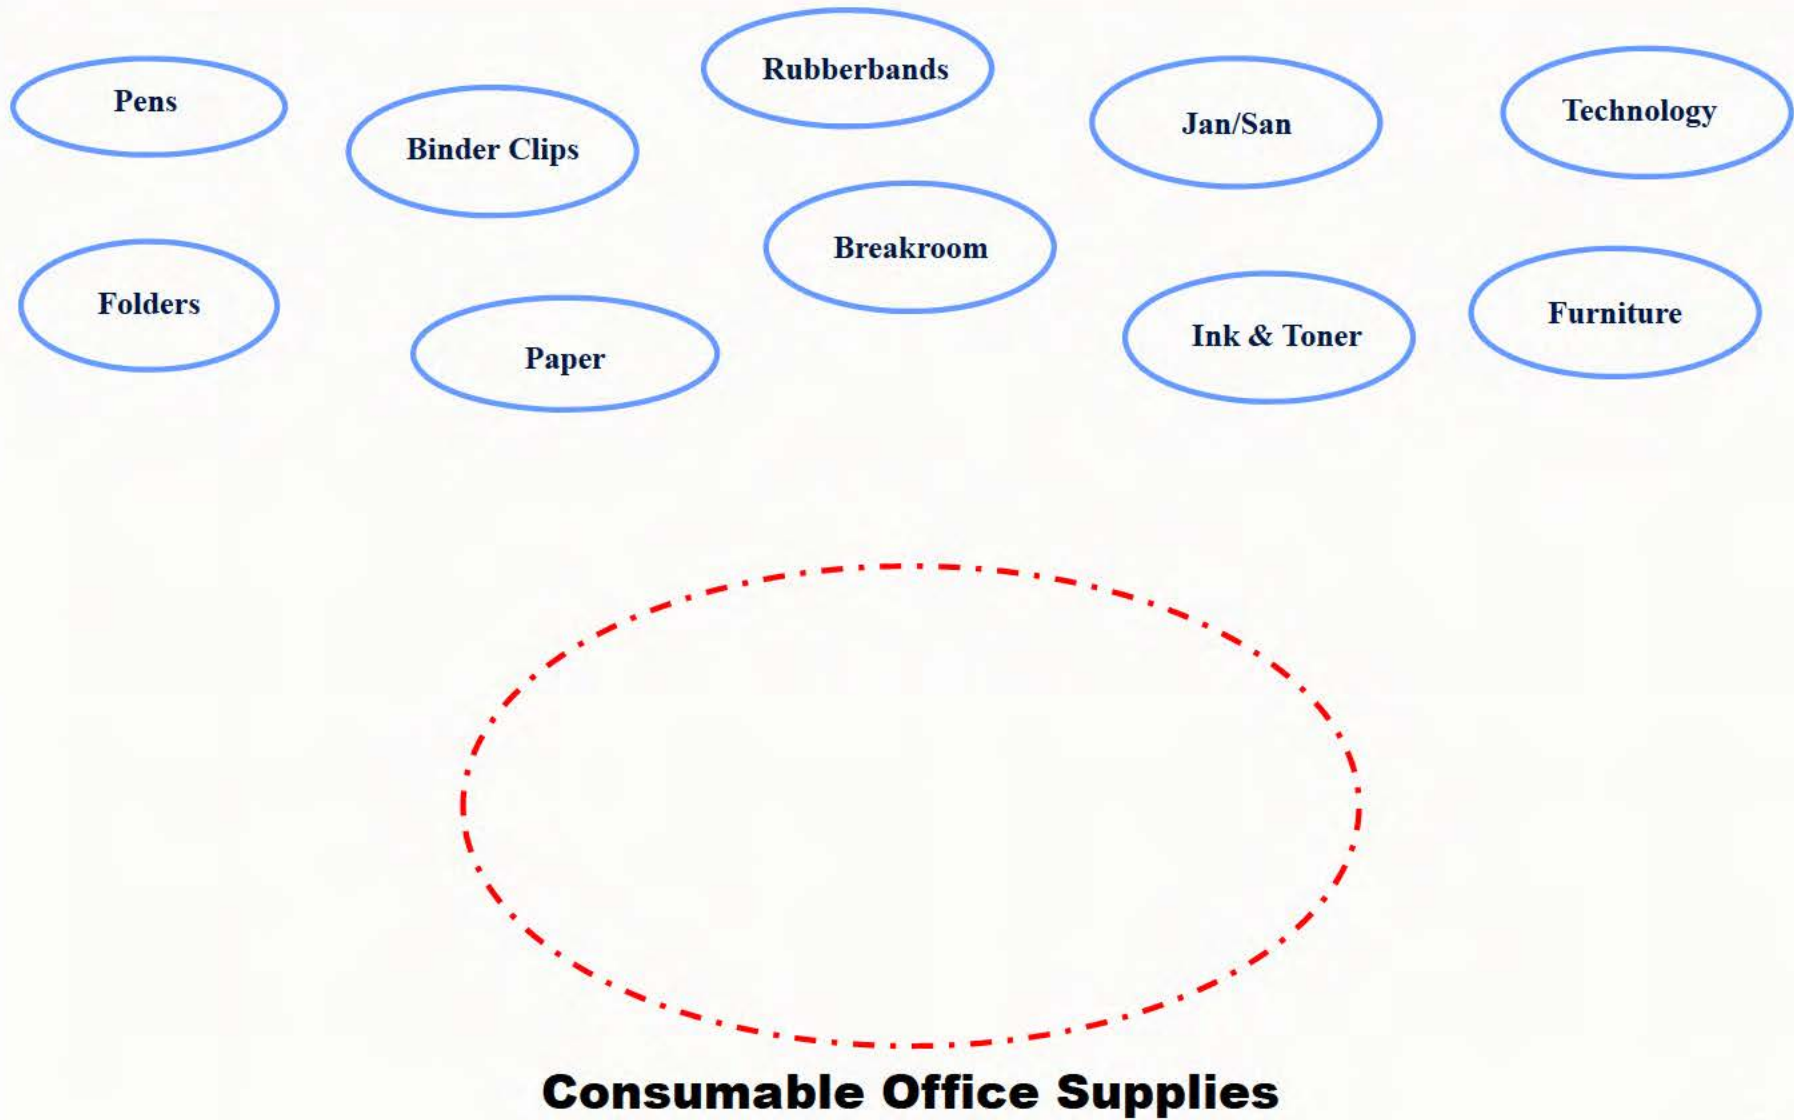 Pens
Binder Clips
Rubberbands
Jan/San
Technology
Folders
Paper
Breakroom
Ink & Toner
Furniture
Consumable Office Supplies